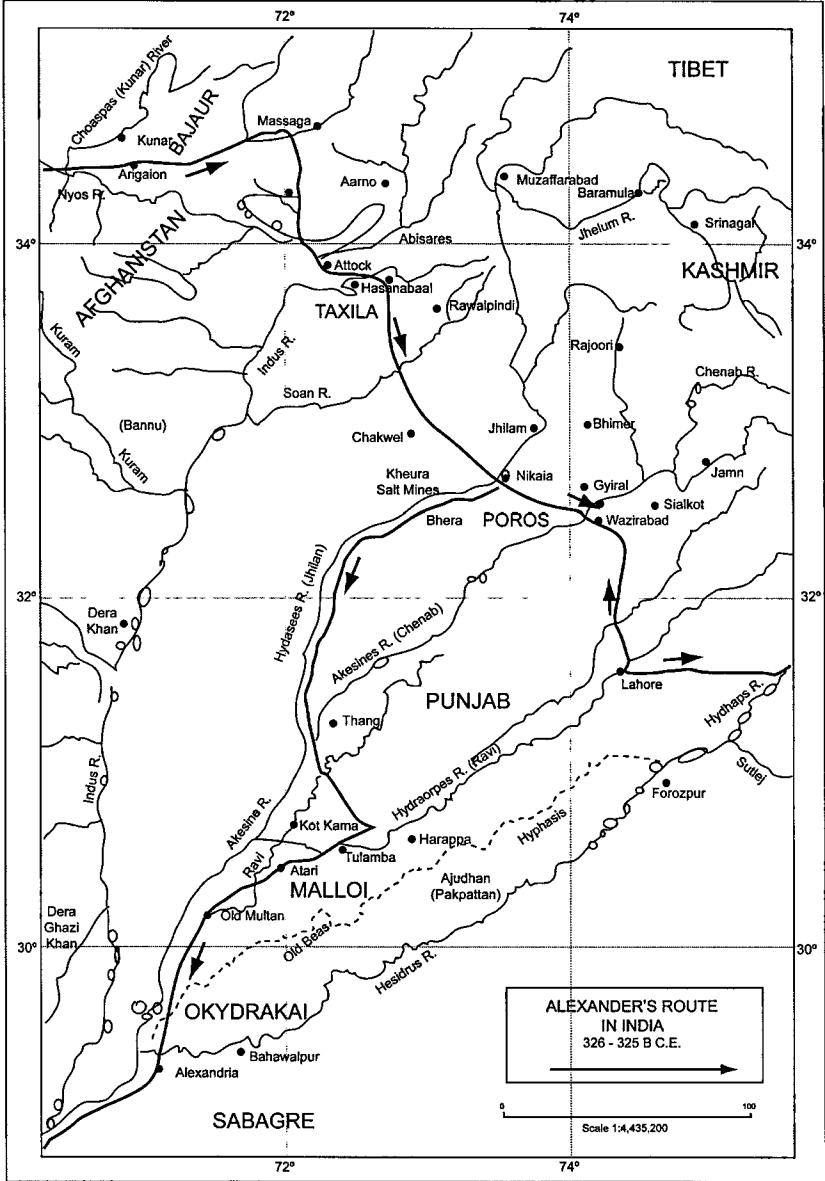 72°
74°
TIBET
Choaspas (Kunar) River
BAJAUR
Massaga
Kunar
Arigaion
Nyos R.
Aarno
Muzaffarabad
Baramula
Jhelum R.
Srinagal
34°
34°
Abisares
AFGHANISTAN
Attock
KASHMIR
Hasanabaal
TAXILA
Rawalpindi
Kuram
Indus R.
Rajoori
Chenab R.
Soan R.
(Bannu)
Chakwel
Jhilam
Bhimer
Kuram
Jamn
Kheura
Salt Mines
Nikaia
Gyiral
Sialkot
Bhera
POROS
Wazirabad
32°
32°
Dera
Khan
Hydasees R. (Jhilan)
Akesines R. (Chenab)
Lahore
PUNJAB
Hydhaps R.
Thang
Indus R.
Hydraorpes R. (Ravi)
Sutlej
Forozpur
Akesine R.
Kot Kama
Harappa
Hyphasis
Tulamba
Ravi
Atari
MALLOI
Ajudhan
(Pakpattan)
Dera
Ghazi
Khan
Old Multan
Old Beas
30°
30°
Hesidrus R.
OKYDRAKAI
Bahawalpur
Alexandria
SABAGRE
ALEXANDER'S ROUTE
IN INDIA
326 - 325 B C.E.
0
100
Scale 1:4,435,200
72°
74°